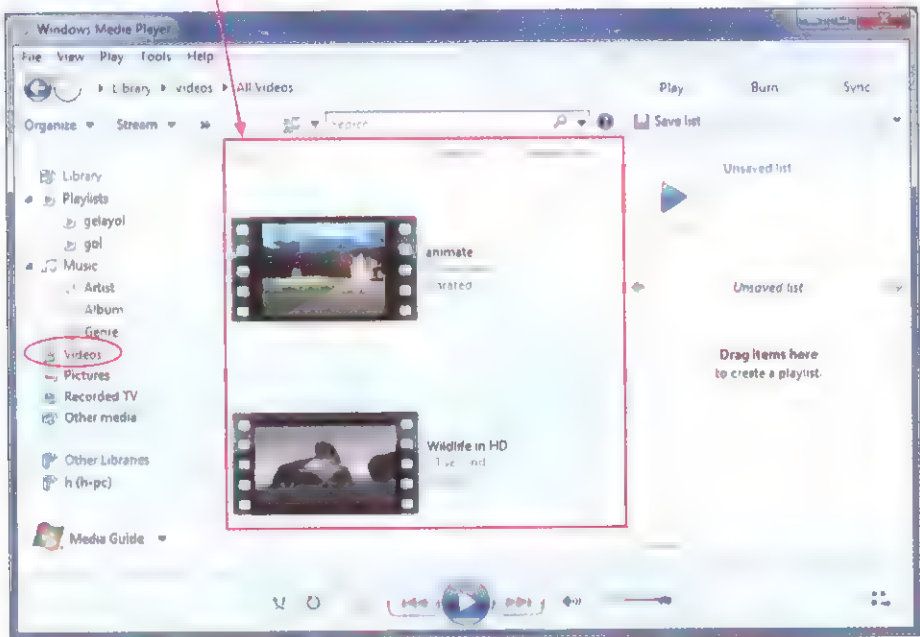 Windows Media Player
File View Play Tools Help
Library videos All Videos
Play Burn Sync
Organize Stream »
Search
Save list
Library
Playlists
gelayol
gol
Music
Artist
Album
Genre
Videos
Pictures
Recorded TV
Other media
Other Libraries
h (h-pc)
Media Guide
animate
Wildlife in HD
Unsaved list
Unsaved list
Drag items here
to create a playlist.